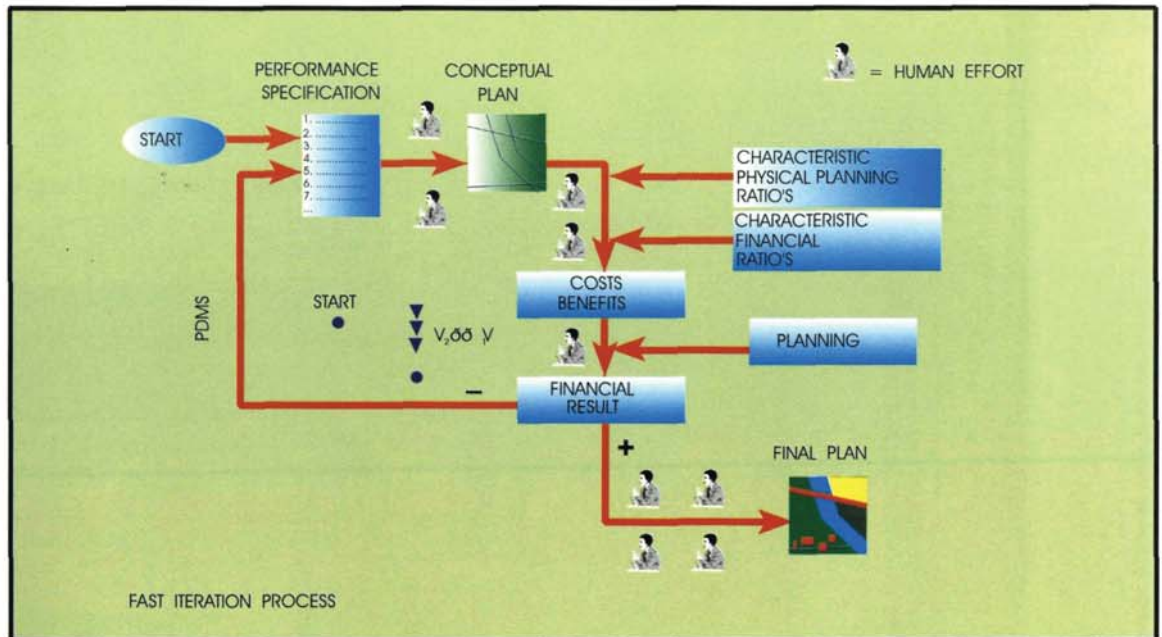 PERFORMANCE
SPECIFICATION
CONCEPTUAL
PLAN
= HUMAN EFFORT
START
1. ..............
2. ..............
3. ..............
4. ..............
5. ..............
6. ..............
7. ..............
...
CHARACTERISTIC
PHYSICAL PLANNING
RATIO'S
CHARACTERISTIC
FINANCIAL
RATIO'S
COSTS
BENEFITS
PDMS
START
PLANNING
–
FINANCIAL
RESULT
+
FINAL PLAN
FAST ITERATION PROCESS